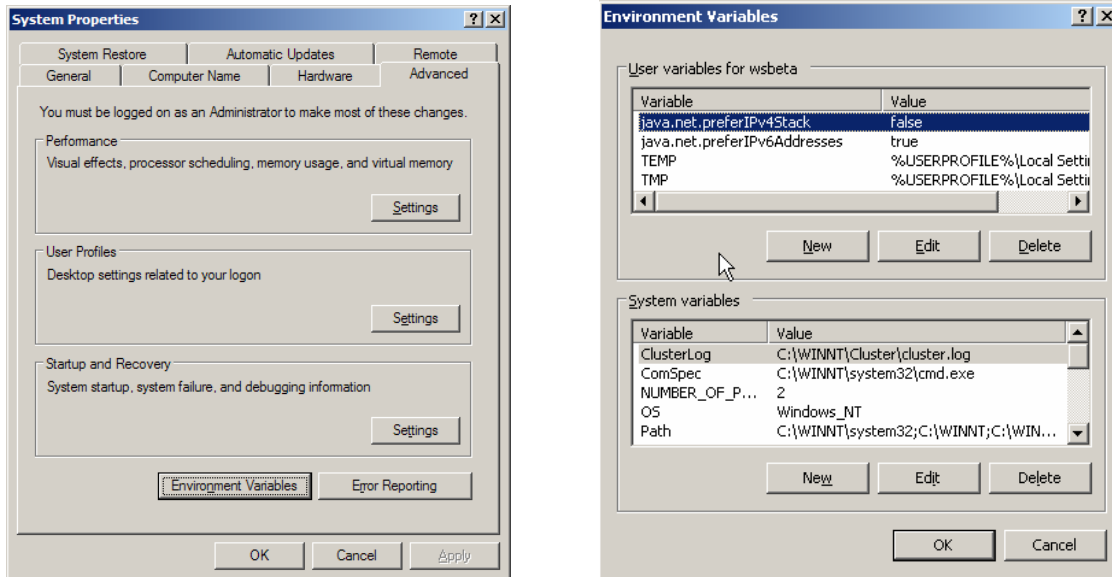 System Properties
System Restore Automatic Updates Remote
General Computer Name Hardware Advanced
You must be logged on as an Administrator to make most of these changes.
Performance
Visual effects, processor scheduling, memory usage, and virtual memory
Settings
User Profiles
Desktop settings related to your logon
Settings
Startup and Recovery
System startup, system failure, and debugging information
Settings
Environment Variables Error Reporting
OK Cancel Apply
Environment Variables
User variables for wsbeta
Variable Value
java.net.preferIPv4Stack false
java.net.preferIPv6Addresses true
TEMP %USERPROFILE%\Local Settin
TMP %USERPROFILE%\Local Settin
New Edit Delete
System variables
Variable Value
ClusterLog C:\WINNT\Cluster\cluster.log
ComSpec C:\WINNT\system32\cmd.exe
NUMBER_OF_P... 2
OS Windows_NT
Path C:\WINNT\system32;C:\WINNT;C:\WIN...
New Edit Delete
OK Cancel